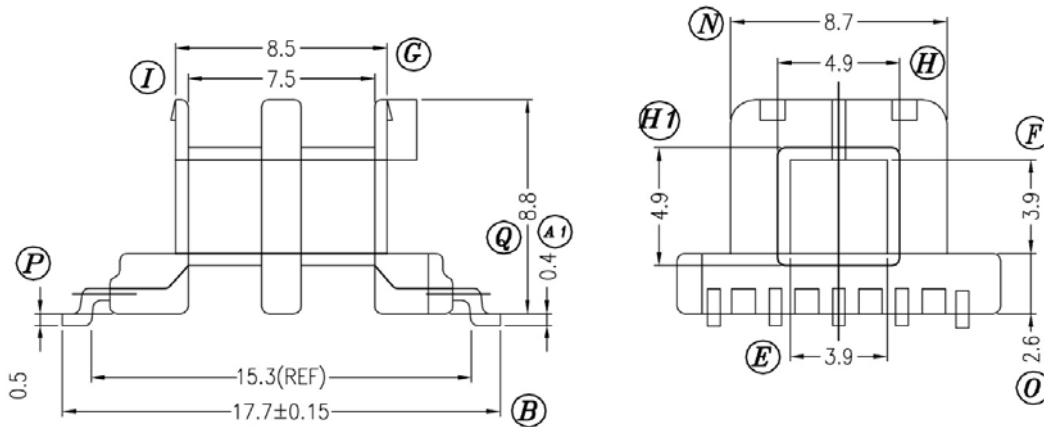 8.5
G
I
7.5
8.8
Q
A1
0.4
P
0.5
15.3(REF)
17.7±0.15
B
N
8.7
4.9
H
H1
4.9
F
3.9
E
3.9
2.6
O